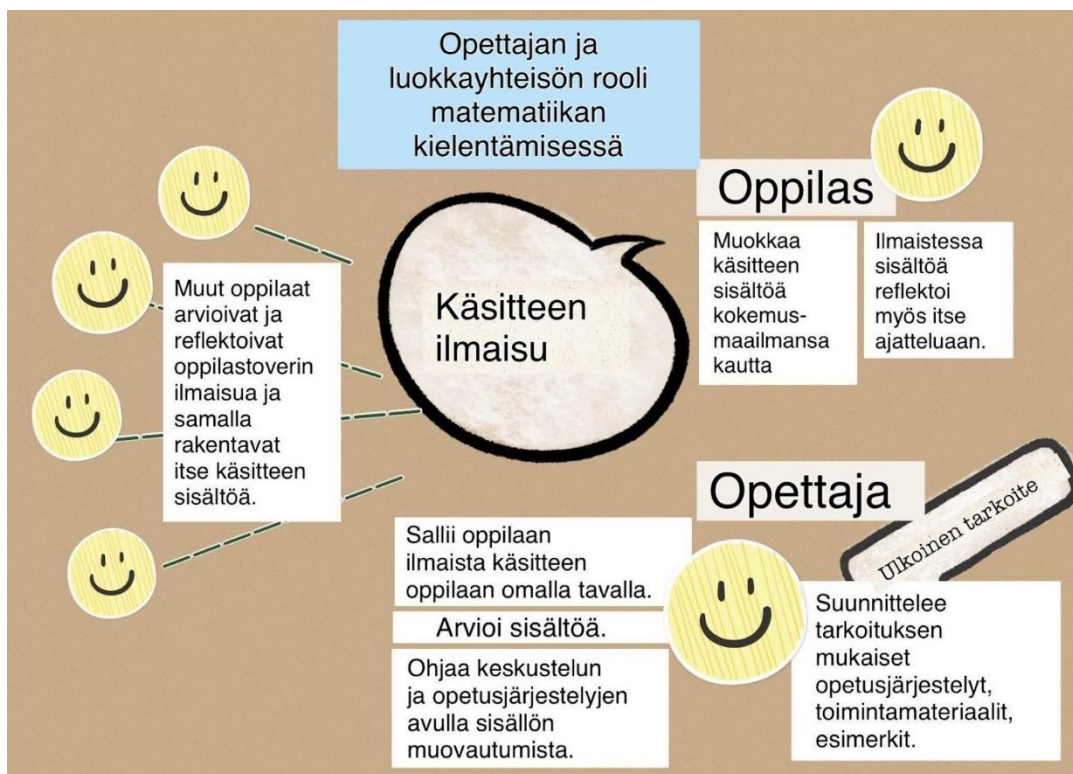 Opettajan ja
luokkayhteisön rooli
matematiikan
kielentämisessä
Oppilas
Muokkaa
käsitteen
sisältöä
kokemus-
maailmansa
kautta
Ilmaistessa
sisältöä
reflektoi
myös itse
ajatteluaan.
Käsitteen
ilmaisu
Muut oppilaat
arvioivat ja
reflektoivat
oppilastoverin
ilmaisua ja
samalla
rakentavat
itse käsitteen
sisältöä.
Opettaja
Ulkoinen tarkoite
Sallii oppilaan
ilmaista käsitteen
oppilaan omalla tavalla.
Arvioi sisältöä.
Ohjaa keskustelun
ja opetusjärjestelyjen
avulla sisällön
muovautumista.
Suunnittelee
tarkoituksen
mukaiset
opetusjärjestelyt,
toimintamateriaalit,
esimerkit.